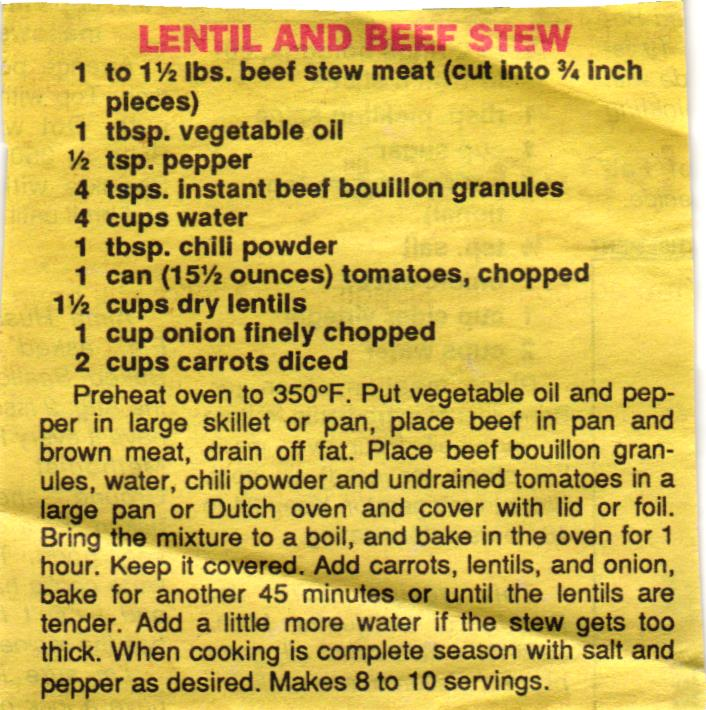 LENTIL AND BEEF STEW
1 to 1½ lbs. beef stew meat (cut into ¾ inch
pieces)
1 tbsp. vegetable oil
½ tsp. pepper
4 tsps. instant beef bouillon granules
4 cups water
1 tbsp. chili powder
1 can (15½ ounces) tomatoes, chopped
1½ cups dry lentils
1 cup onion finely chopped
2 cups carrots diced
Preheat oven to 350°F. Put vegetable oil and pep-
per in large skillet or pan, place beef in pan and
brown meat, drain off fat. Place beef bouillon gran-
ules, water, chili powder and undrained tomatoes in a
large pan or Dutch oven and cover with lid or foil.
Bring the mixture to a boil, and bake in the oven for 1
hour. Keep it covered. Add carrots, lentils, and onion,
bake for another 45 minutes or until the lentils are
tender. Add a little more water if the stew gets too
thick. When cooking is complete season with salt and
pepper as desired. Makes 8 to 10 servings.